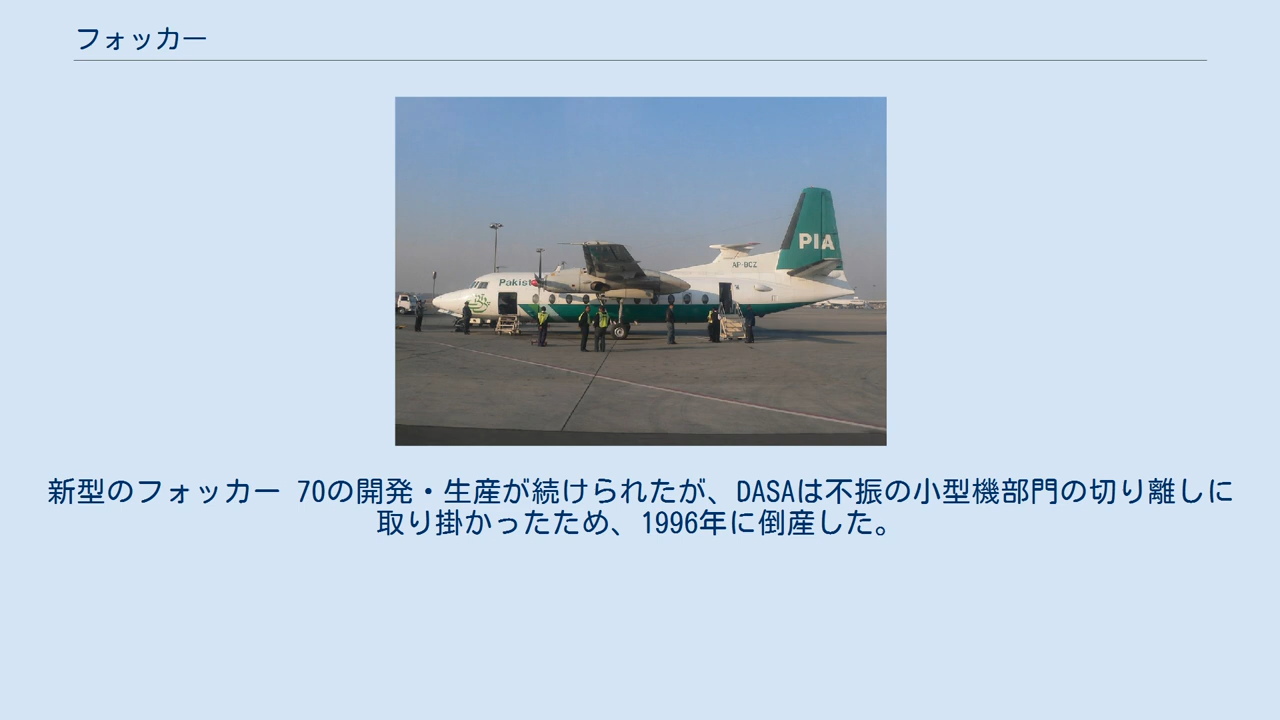 フォッカー
PIA
AP-BCZ
Pakist
新型のフォッカー 70の開発・生産が続けられたが、DASAは不振の小型機部門の切り離しに
取り掛かったため、1996年に倒産した。